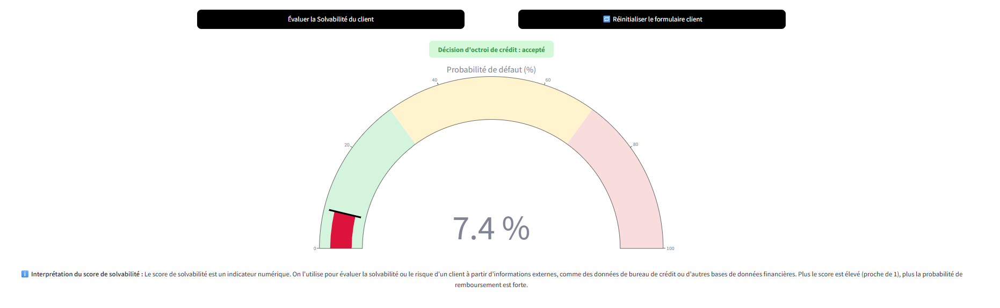 Évaluer la Solvabilité du client
Réinitialiser le formulaire client
Décision d'octroi de crédit : accepté
Probabilité de défaut (%)
40
60
20
80
7.4 %
0
100
Interprétation du score de solvabilité : Le score de solvabilité est un indicateur numérique. On l'utilise pour évaluer la solvabilité ou le risque d'un client à partir d'informations externes, comme des données de bureau de crédit ou d'autres bases de données financières. Plus le score est élevé (proche de 1), plus la probabilité de
remboursement est forte.